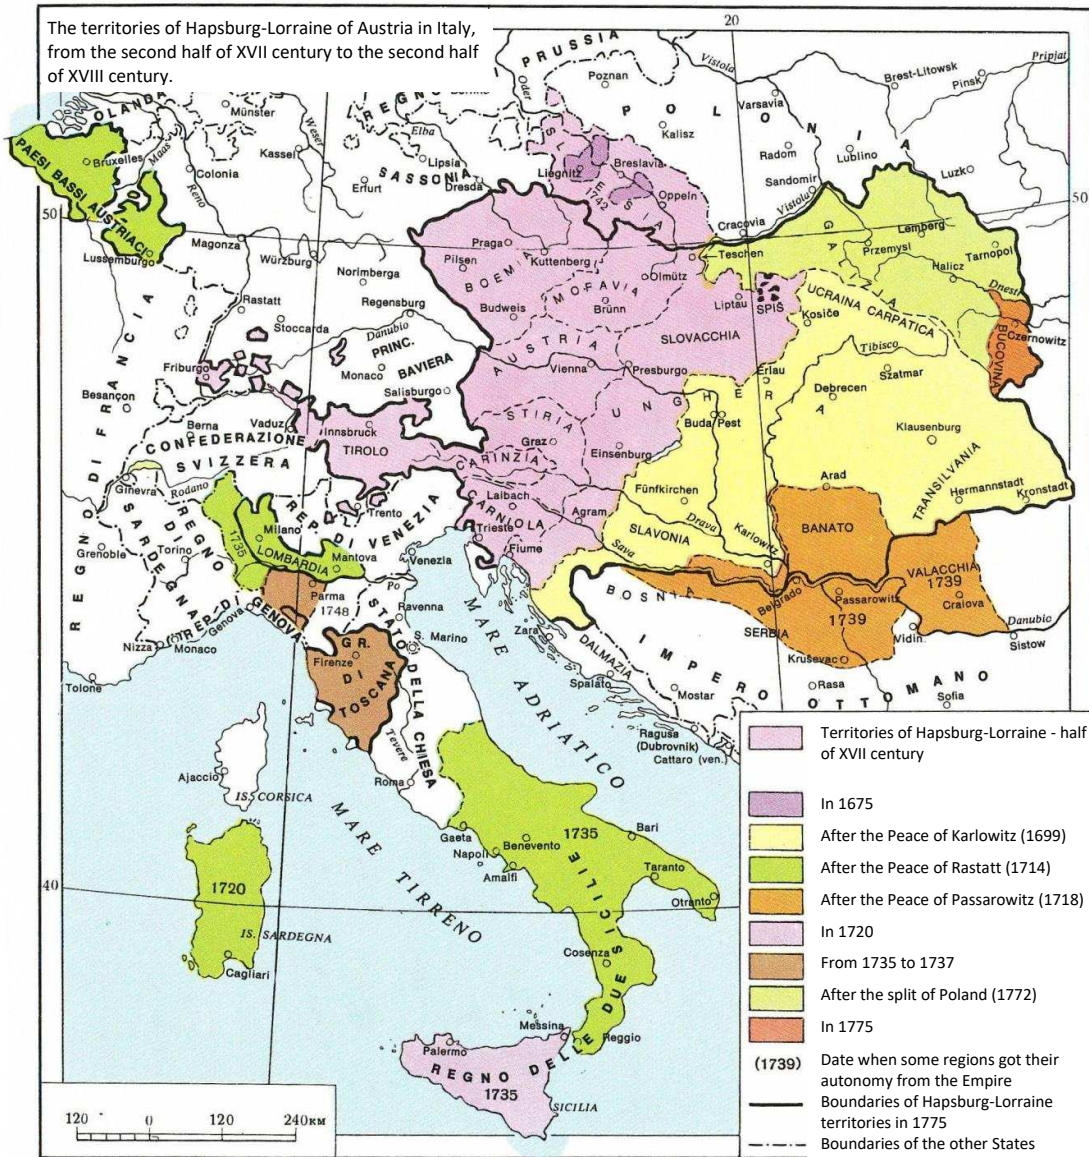 The territories of Hapsburg-Lorraine of Austria in Italy,
from the second half of XVII century to the second half
of XVIII century.
20
PRUSSIA
Vistola
Pripjat
Poznan
Brest-Litowsk
Pinsk
OLANDA
Münster
Weser
REGNO
Oder
Varsavia
POLONIA
Kalisz
Elba
Kassel
Lipsia
Radom
Lublino
Bruxelles
Maas
PAESI BASSI AUSTRIACI
Colonia
SASSONIA
Erfurt
Dresda
Breslavia
Liegnitz
SLESIA
1742
Oppeln
Sandomir
Luzk
Reno
50
50
Vistola
Cracovia
Magonza
Lussemburgo
Würzburg
Praga
Pilsen
BOEMIA
Kuttenberg
Teschen
GALIZIA
Lemberg
Przemysl
Tarnopol
Halicz
Dnestr
Norimberga
Olmütz
MORAVIA
Rastatt
Regensburg
Budweis
Brünn
Liptau
SPIŠ
UCRAINA CARPATICA
Kosiče
Czernowitz
BUCOVINA
Stoccarda
Danubio
PRINC.
BAVIERA
AUSTRIA
SLOVACCHIA
Tibisco
Friburgo
Monaco
Vienna
Presburgo
Erlau
Szatmar
Salisburgo
Debrecen
REGNO DI FRANCIA
Besançon
Berna
Vaduz
Innsbruck
STIRIA
UNGHERIA
Buda
Pest
Klausenburg
CONFEDERAZIONE
SVIZZERA
TIROLO
Graz
Einsenburg
CARINZIA
Arad
TRANSILVANIA
Ginevra
Rodano
Trento
Laibach
CARNIOLA
Fünfkirchen
Hermannstadt
Kronstadt
REP. DI VENEZIA
Agram
Drava
BANATO
Milano
Trieste
SLAVONIA
Karlowitz
1735
LOMBARDIA
Mantova
Venezia
Fiume
Sava
VALACCHIA
1739
Grenoble
Torino
REGNO DI SARDEGNA
Po
Parma
1748
BOSNIA
Belgrado
Passarowitz
Craiova
REP. DI GENOVA
Genova
Ravenna
1739
SERBIA
Vidin
Danubio
Sistow
Nizza
Monaco
S. Marino
Zara
Kruševac
GR.
DI
TOSCANA
Firenze
STATO DELLA CHIESA
DALMAZIA
IMPERO OTTOMANO
Tolone
Spalato
Mostar
Rasa
Sofia
MARE ADRIATICO
Ragusa
(Dubrovnik)
Cattaro (ven.)
Tevere
Ajaccio
IS. CORSICA
Roma
MARE TIRRENO
Gaeta
1735
Bari
Benevento
Napoli
Amalfi
Taranto
Otranto
40
1720
IS. SARDEGNA
Cagliari
Cosenza
Messina
Reggio
Palermo
REGNO DELLE DUE SICILIE
1735
SICILIA
120 0 120 240 KM
Territories of Hapsburg-Lorraine - half
of XVII century
In 1675
After the Peace of Karlowitz (1699)
After the Peace of Rastatt (1714)
After the Peace of Passarowitz (1718)
In 1720
From 1735 to 1737
After the split of Poland (1772)
In 1775
(1739) Date when some regions got their
autonomy from the Empire
Boundaries of Hapsburg-Lorraine
territories in 1775
Boundaries of the other States